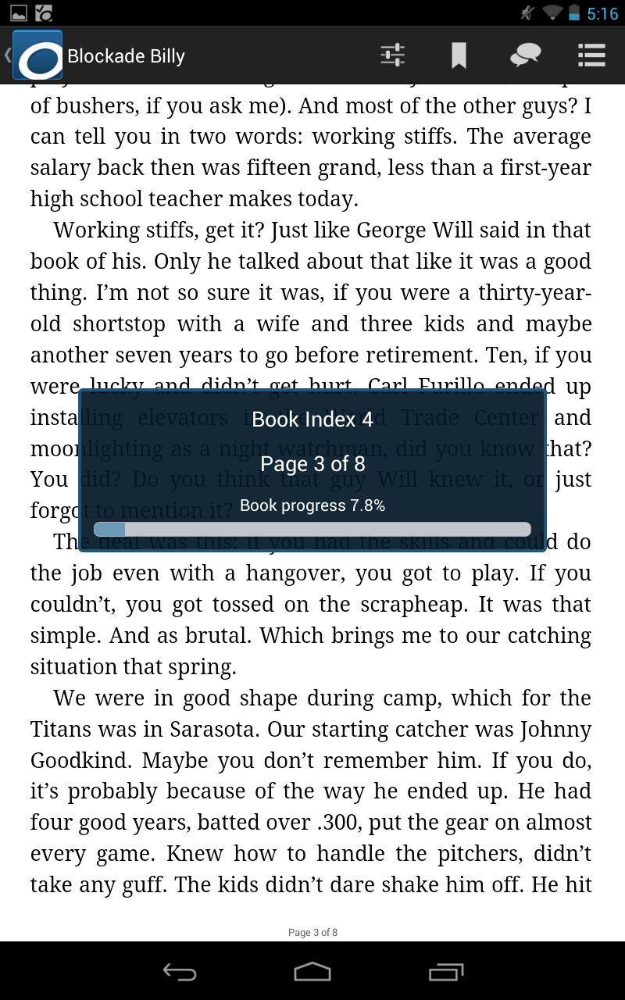 5:16
Blockade Billy
of bushers, if you ask me). And most of the other guys? I
can tell you in two words: working stiffs. The average
salary back then was fifteen grand, less than a first-year
high school teacher makes today.
Working stiffs, get it? Just like George Will said in that
book of his. Only he talked about that like it was a good
thing. I’m not so sure it was, if you were a thirty-year-
old shortstop with a wife and three kids and maybe
another seven years to go before retirement. Ten, if you
were lucky and didn’t get hurt. Carl Furillo ended up
installing elevators in the World Trade Center and
moonlighting as a night watchman, did you know that?
You did? Do you think that guy Will knew it, or just
forgot to mention it?
Book Index 4
Page 3 of 8
Book progress 7.8%
The deal was this: if you had the skills and could do
the job even with a hangover, you got to play. If you
couldn’t, you got tossed on the scrapheap. It was that
simple. And as brutal. Which brings me to our catching
situation that spring.
We were in good shape during camp, which for the
Titans was in Sarasota. Our starting catcher was Johnny
Goodkind. Maybe you don’t remember him. If you do,
it’s probably because of the way he ended up. He had
four good years, batted over .300, put the gear on almost
every game. Knew how to handle the pitchers, didn’t
take any guff. The kids didn’t dare shake him off. He hit
Page 3 of 8